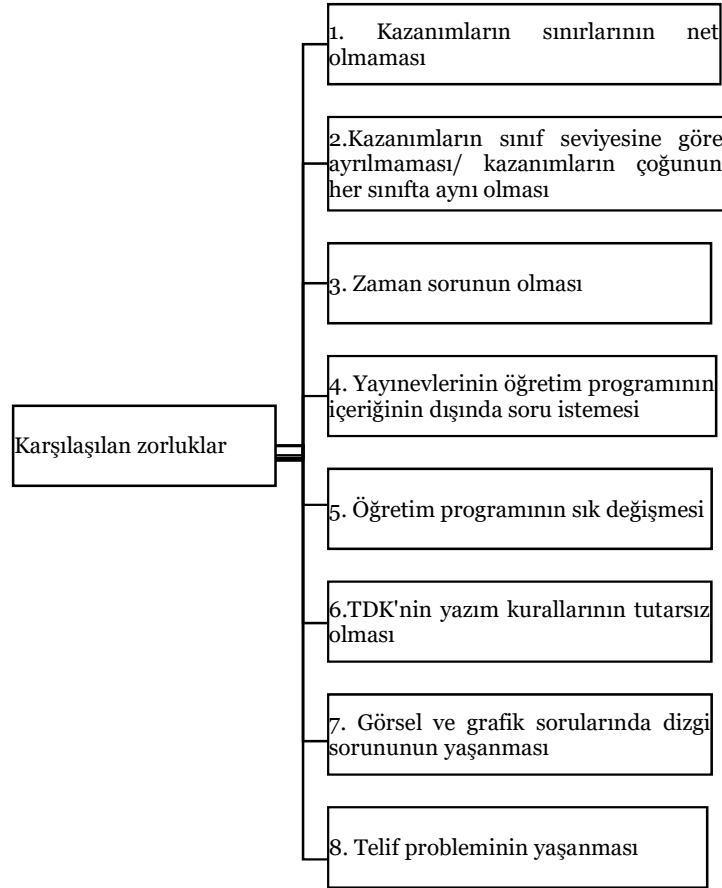 1. Kazanımların sınırlarının net
olmaması
2.Kazanımların sınıf seviyesine göre
ayrılmaması/ kazanımların çoğunun
her sınıfta aynı olması
3. Zaman sorunun olması
4. Yayınevlerinin öğretim programının
içeriğinin dışında soru istemesi
Karşılaşılan zorluklar
5. Öğretim programının sık değişmesi
6.TDK'nin yazım kurallarının tutarsız
olması
7. Görsel ve grafik sorularında dizgi
sorununun yaşanması
8. Telif probleminin yaşanması